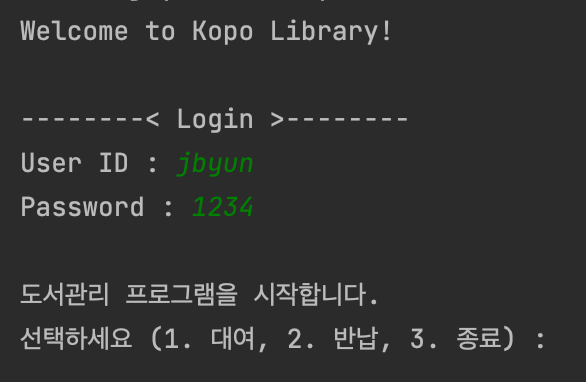 Welcome to Kopo Library!
--------< Login >--------
User ID : jbyun
Password : 1234
도서관리 프로그램을 시작합니다.
선택하세요 (1. 대여, 2. 반납, 3. 종료) :